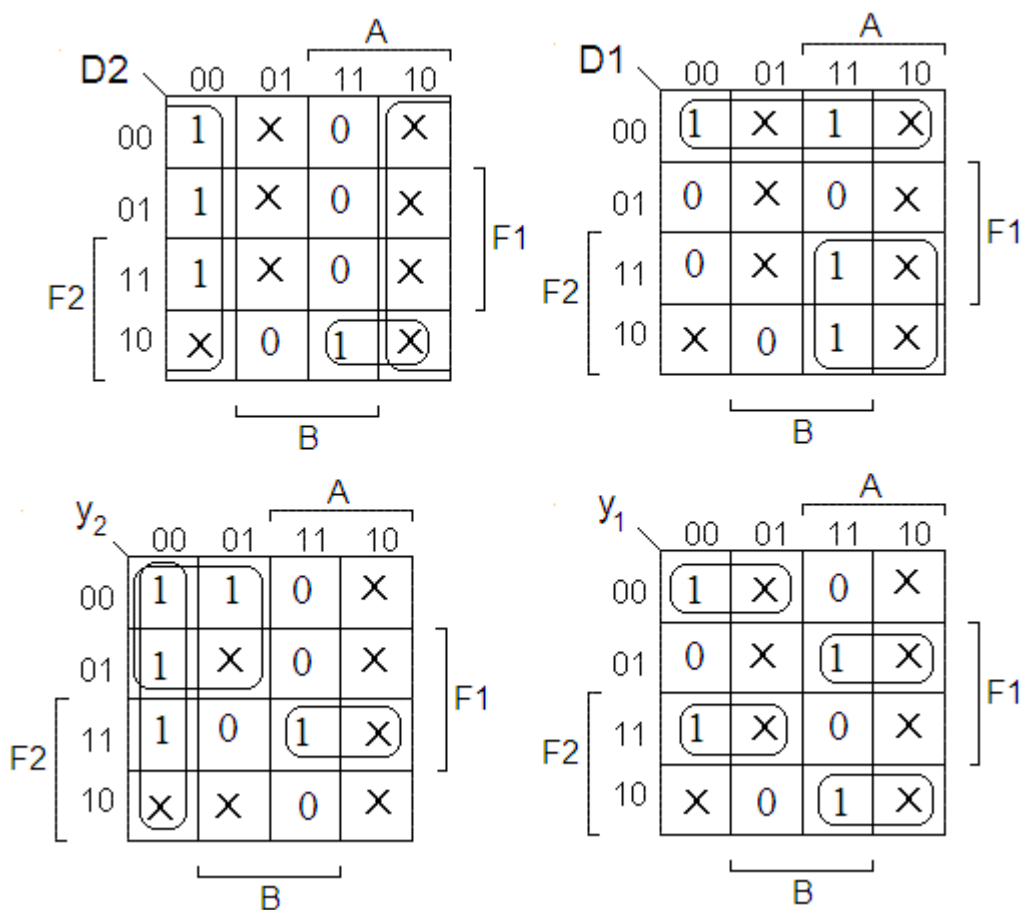 A
D2 00 01 11 10
00 1 X 0 X
01 1 X 0 X
F1
F2
11 1 X 0 X
10 X 0 1 X
B
A
D1 00 01 11 10
00 1 X 1 X
01 0 X 0 X
F1
F2
11 0 X 1 X
10 X 0 1 X
B
A
y2 00 01 11 10
00 1 1 0 X
01 1 X 0 X
F1
F2
11 1 0 1 X
10 X X 0 X
B
A
y1 00 01 11 10
00 1 X 0 X
01 0 X 1 X
F1
F2
11 1 X 0 X
10 X 0 1 X
B